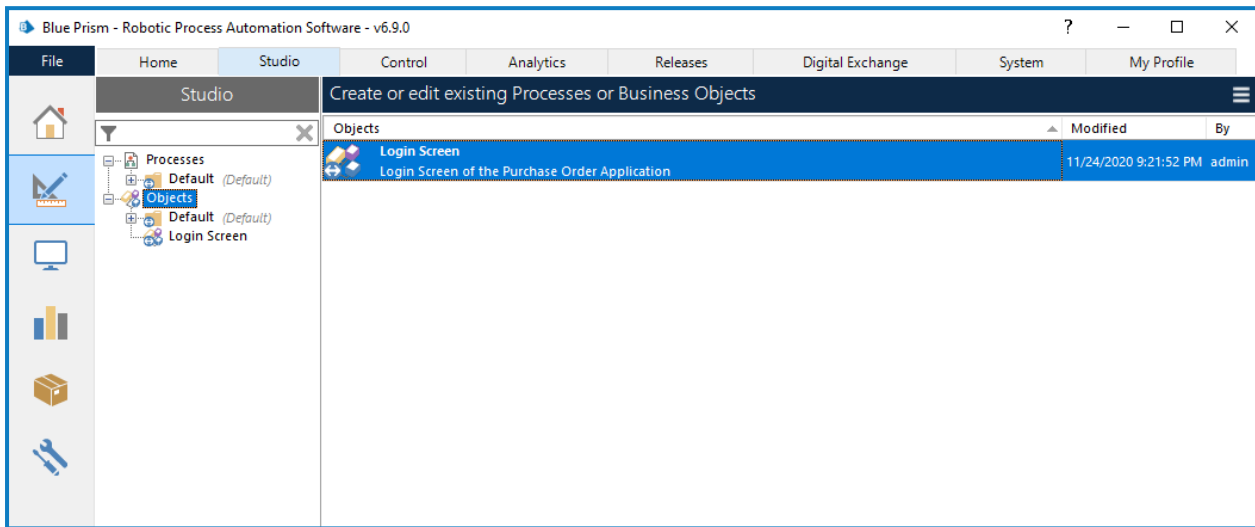 Blue Prism - Robotic Process Automation Software - v6.9.0 ?
File Home Studio Control Analytics Releases Digital Exchange System My Profile
Studio
Create or edit existing Processes or Business Objects
Processes
Default (Default)
Objects
Default (Default)
Login Screen
Objects Modified By
Login Screen
Login Screen of the Purchase Order Application
11/24/2020 9:21:52 PM admin